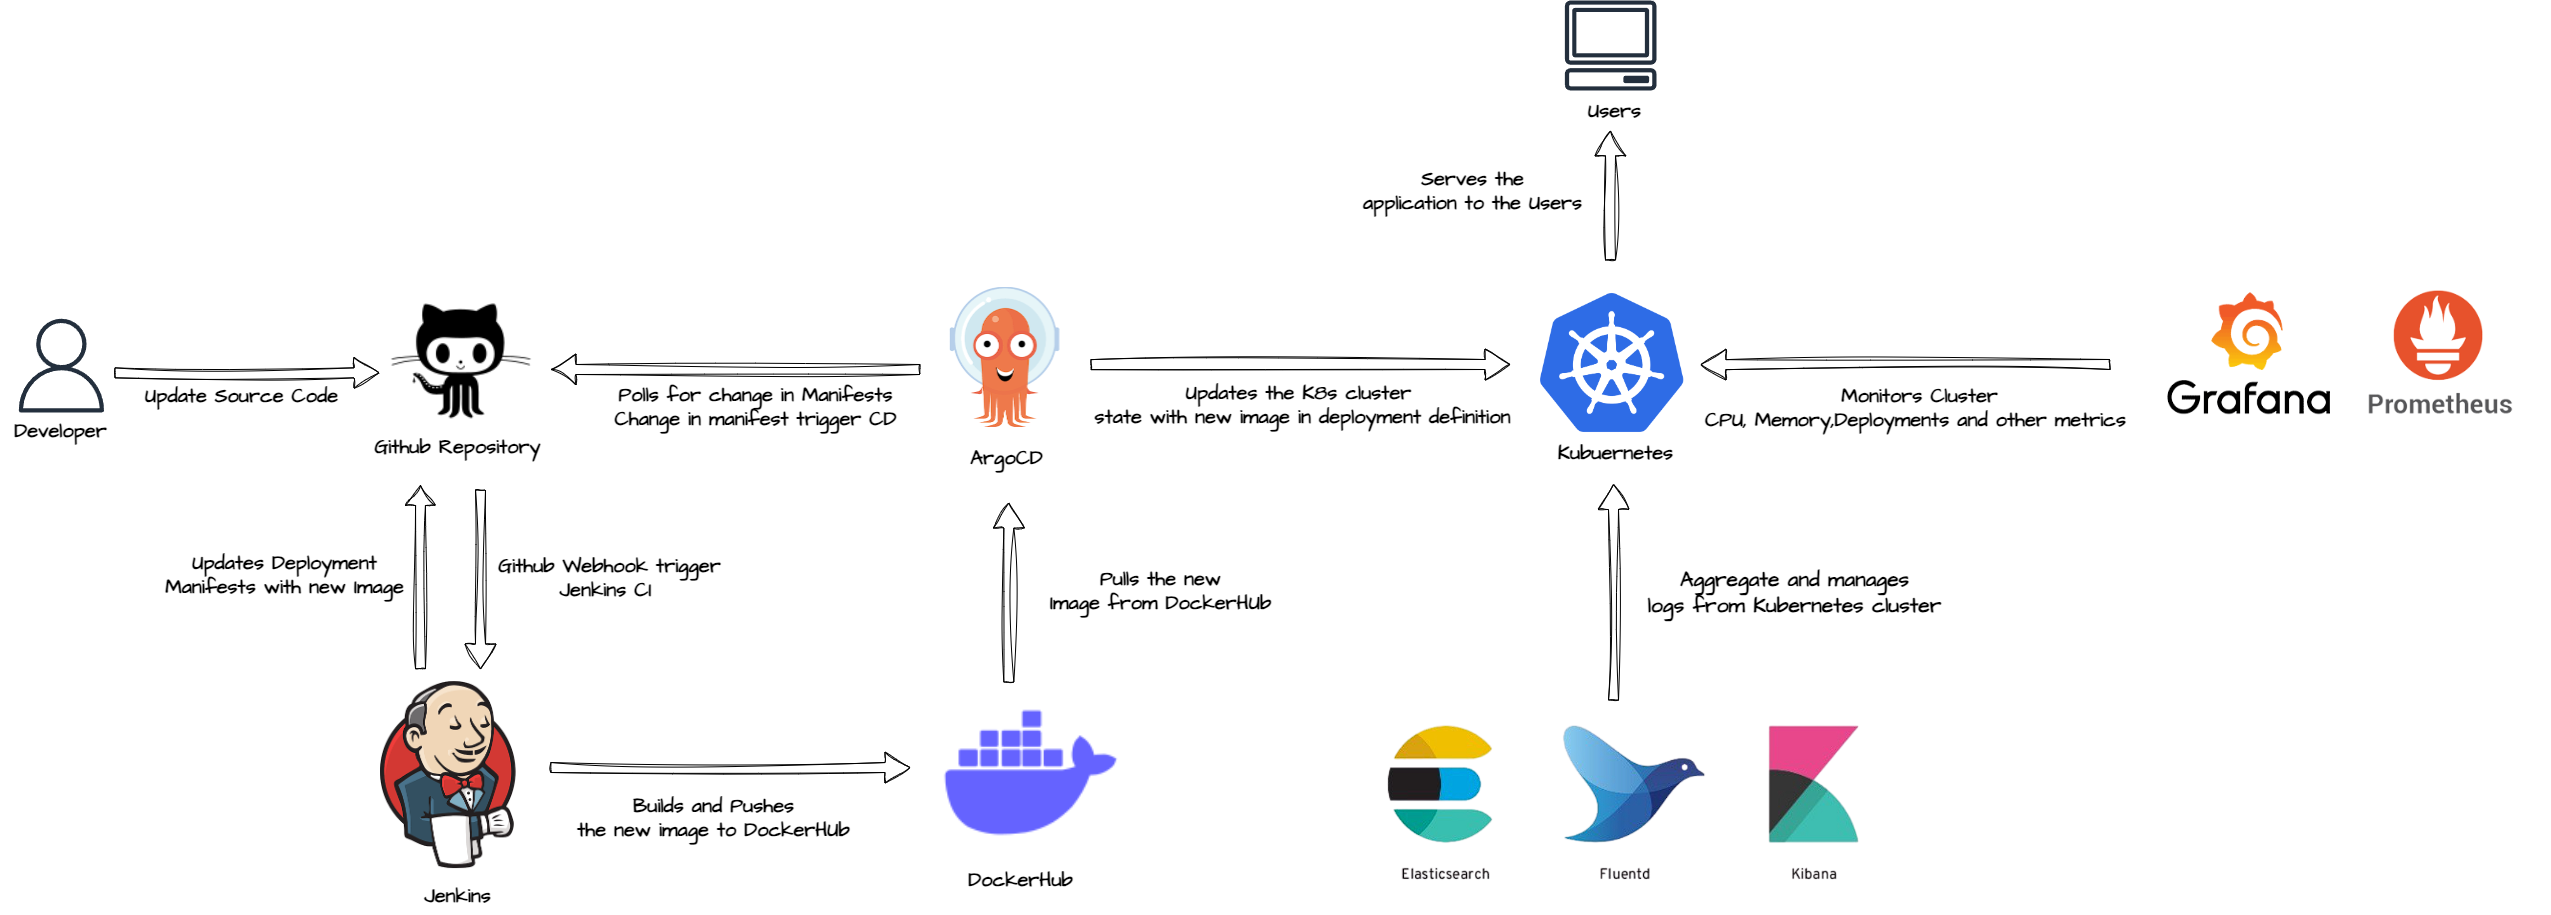 Users
Serves the
application to the Users
Developer
Update Source Code
Github Repository
Polls for change in Manifests
Change in manifest trigger CD
ArgoCD
Updates the K8s cluster
state with new image in deployment definition
Kubuernetes
Monitors Cluster
CPU, Memory,Deployments and other metrics
Grafana
Prometheus
Updates Deployment
Manifests with new Image
Github Webhook trigger
Jenkins CI
Pulls the new
Image from DockerHub
Aggregate and manages
logs from Kubernetes cluster
Jenkins
Builds and Pushes
the new image to DockerHub
DockerHub
Elasticsearch
Fluentd
Kibana